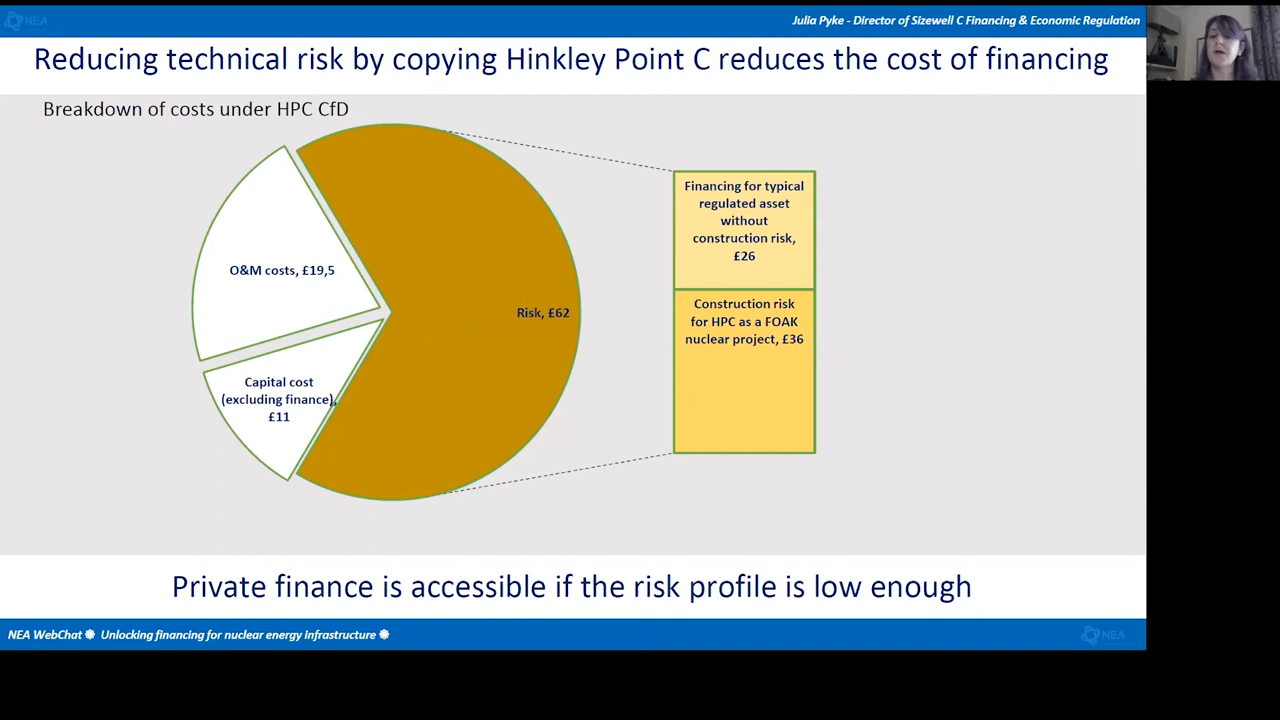 NEA
Julia Pyke - Director of Sizewell C Financing & Economic Regulation
Reducing technical risk by copying Hinkley Point C reduces the cost of financing
Breakdown of costs under HPC CfD
O&M costs, £19,5
Capital cost
(excluding finance),
£11
Risk, £62
Financing for typical
regulated asset
without
construction risk,
£26
Construction risk
for HPC as a FOAK
nuclear project, £36
Private finance is accessible if the risk profile is low enough
NEA WebChat ✺ Unlocking financing for nuclear energy infrastructure ✺
NEA